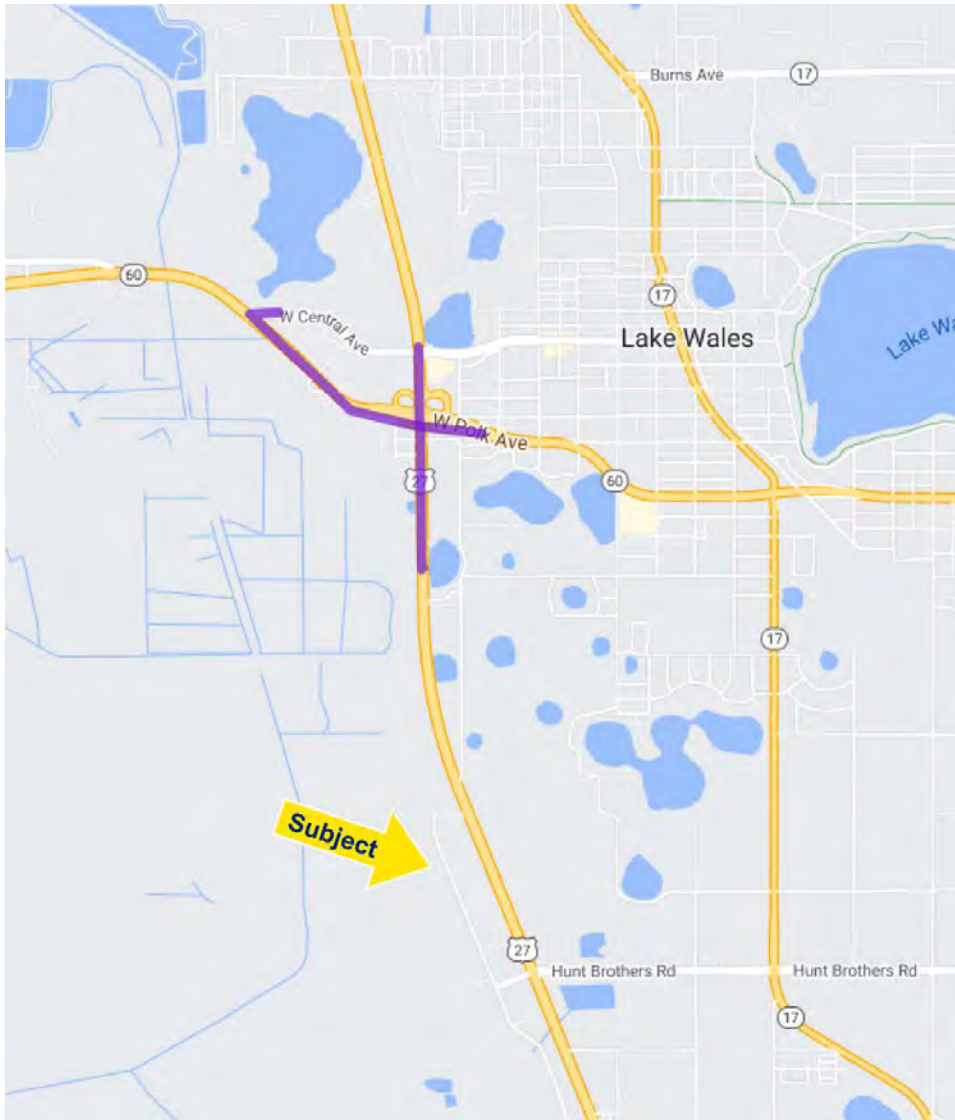 Burns Ave
17
60
17
W Central Ave
Lake Wales
Lake Wa
W Polk Ave
27
60
17
Subject
27
Hunt Brothers Rd
Hunt Brothers Rd
17